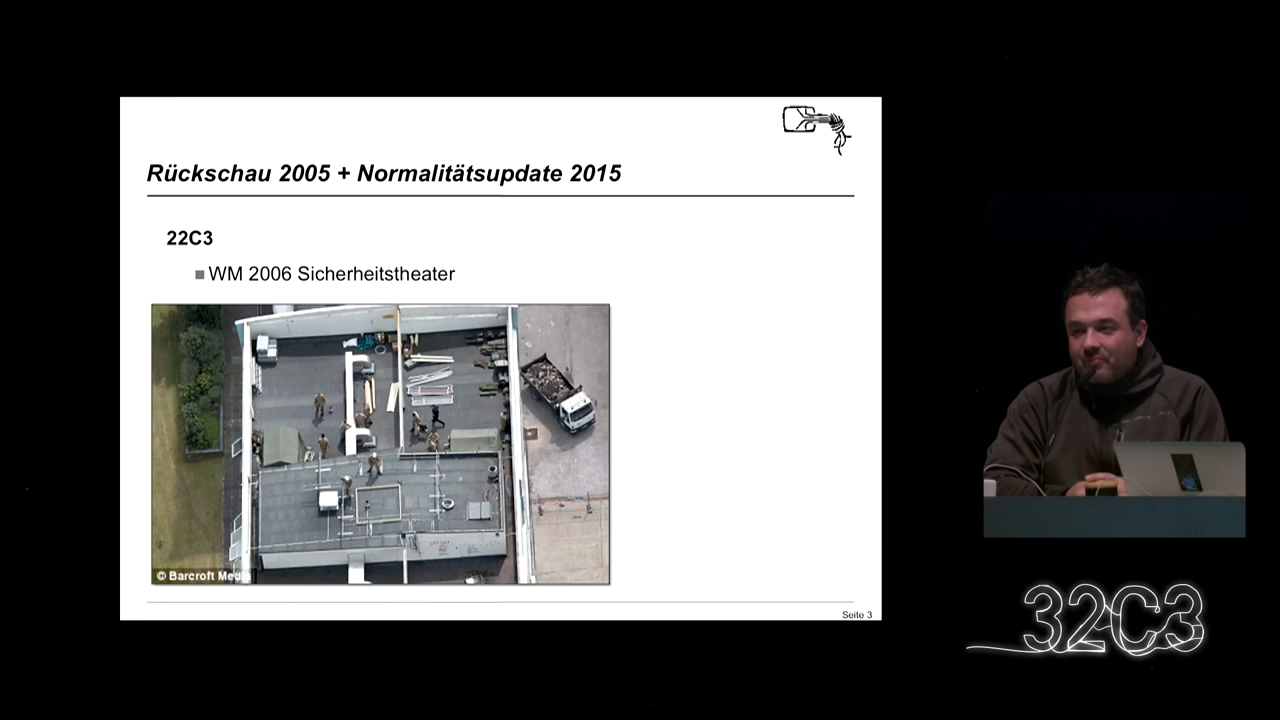 Rückschau 2005 + Normalitätsupdate 2015
22C3
WM 2006 Sicherheitstheater
© Barcroft Media
Seite 3
32C3